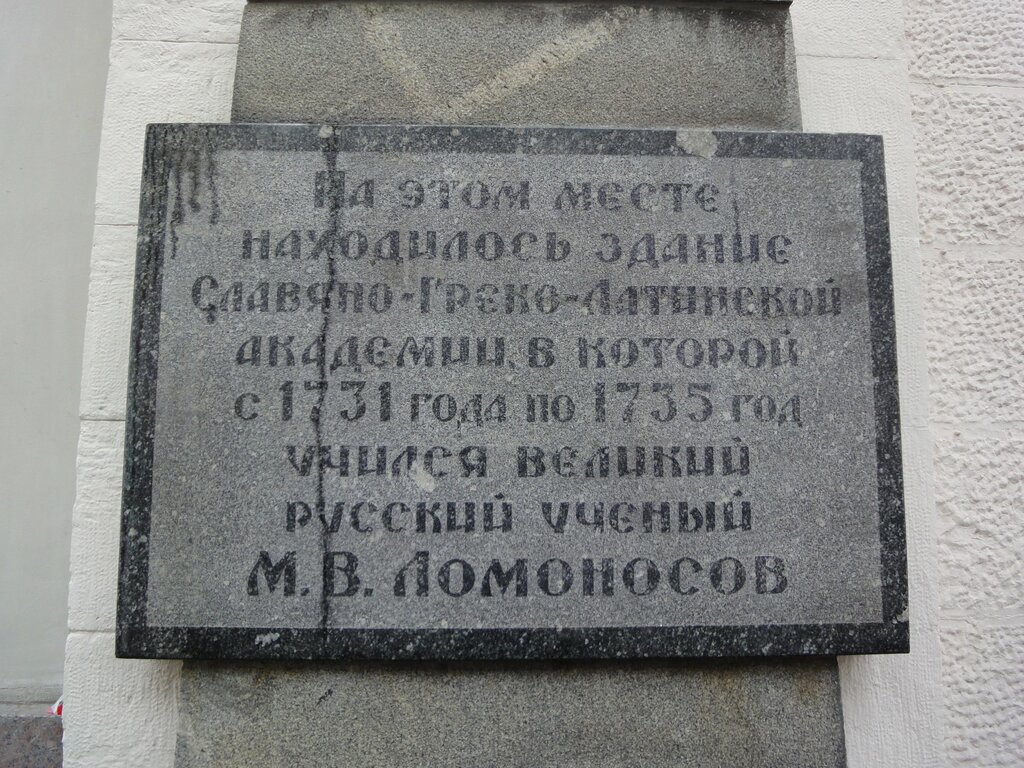 На этом месте
находилось здание
Славяно-Греко-Латинской
академии, в которой
с 1731 года по 1735 год
учился великий
русский ученый
М. В. Ломоносов